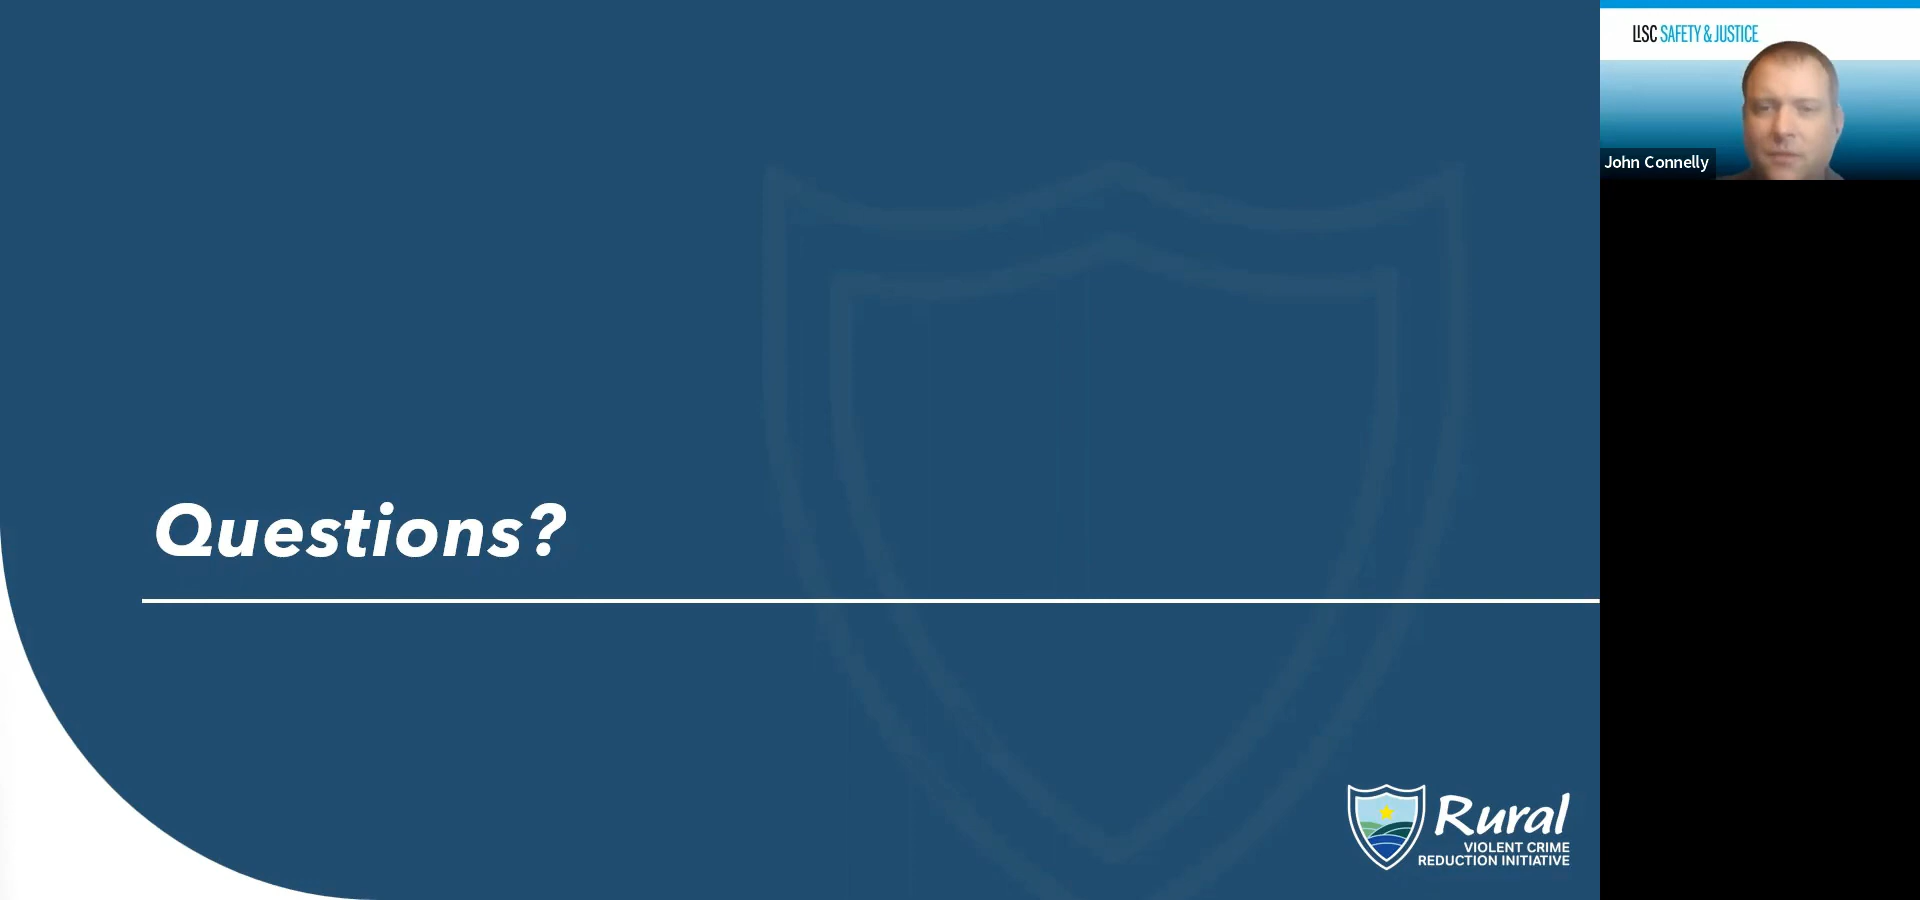 LISC SAFETY & JUSTICE
John Connelly
Questions?
Rural
VIOLENT CRIME
REDUCTION INITIATIVE